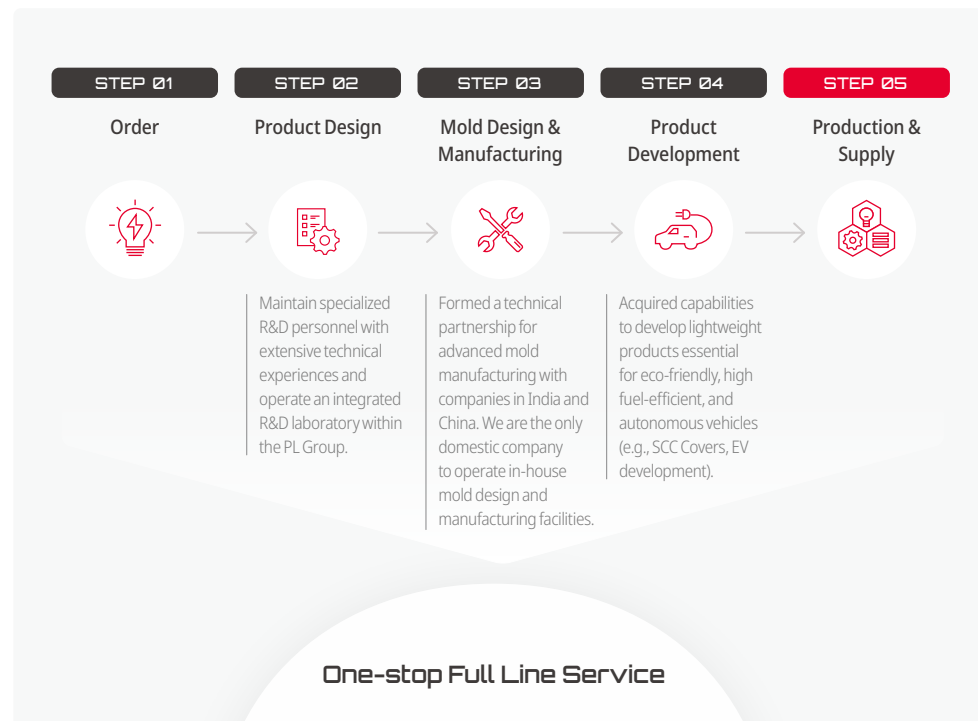 STEP 01
Order
STEP 02
Product Design
Maintain specialized
R&D personnel with
extensive technical
experiences and
operate an integrated
R&D laboratory within
the PL Group.
STEP 03
Mold Design &
Manufacturing
Formed a technical
partnership for
advanced mold
manufacturing with
companies in India and
China. We are the only
domestic company
to operate in-house
mold design and
manufacturing facilities.
STEP 04
Product
Development
Acquired capabilities
to develop lightweight
products essential
for eco-friendly, high
fuel-efficient, and
autonomous vehicles
(e.g., SCC Covers, EV
development).
STEP 05
Production &
Supply
One-stop Full Line Service